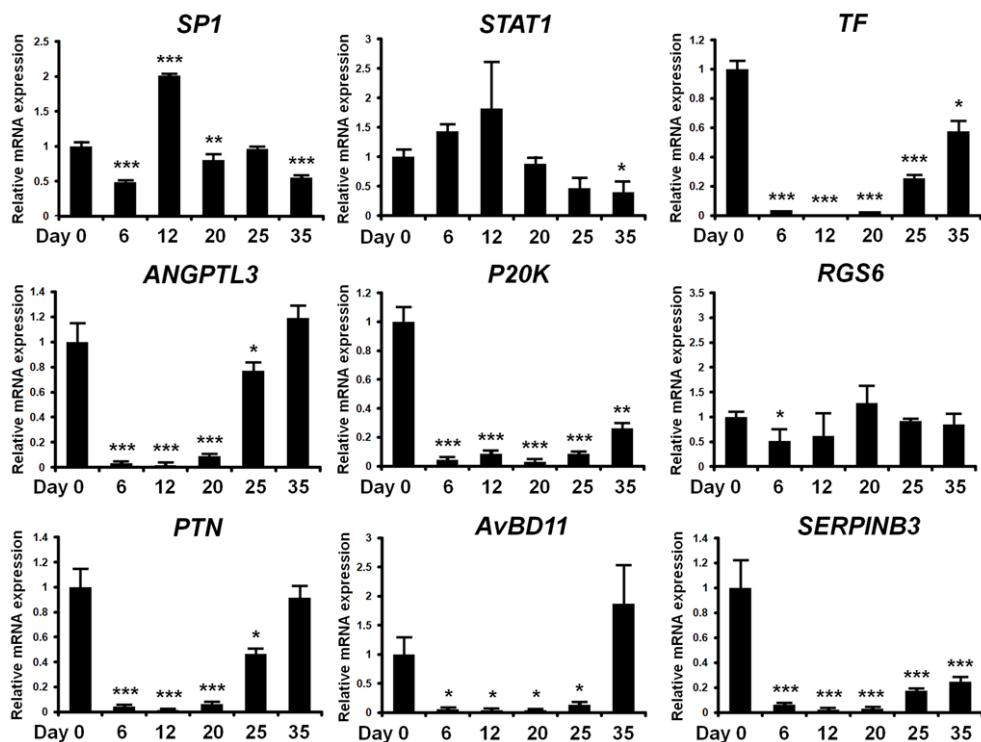 SP1
Relative mRNA expression
2.5
2
1.5
1
0.5
0
***
***
**
***
Day 0 6 12 20 25 35
STAT1
Relative mRNA expression
3
2.5
2
1.5
1
0.5
0
*
Day 0 6 12 20 25 35
TF
Relative mRNA expression
1.2
1
0.8
0.6
0.4
0.2
0
*** *** ***
***
*
Day 0 6 12 20 25 35
ANGPTL3
Relative mRNA expression
1.4
1.2
1
0.8
0.6
0.4
0.2
0
*** *** ***
*
Day 0 6 12 20 25 35
P20K
Relative mRNA expression
1.2
1
0.8
0.6
0.4
0.2
0
*** *** *** ***
**
Day 0 6 12 20 25 35
RGS6
Relative mRNA expression
3.5
3
2.5
2
1.5
1
0.5
0
*
Day 0 6 12 20 25 35
PTN
Relative mRNA expression
1.4
1.2
1
0.8
0.6
0.4
0.2
0
*** *** ***
*
Day 0 6 12 20 25 35
AvBD11
Relative mRNA expression
3
2.5
2
1.5
1
0.5
0
* * * *
Day 0 6 12 20 25 35
SERPINB3
Relative mRNA expression
1.4
1.2
1
0.8
0.6
0.4
0.2
0
*** *** *** *** ***
Day 0 6 12 20 25 35